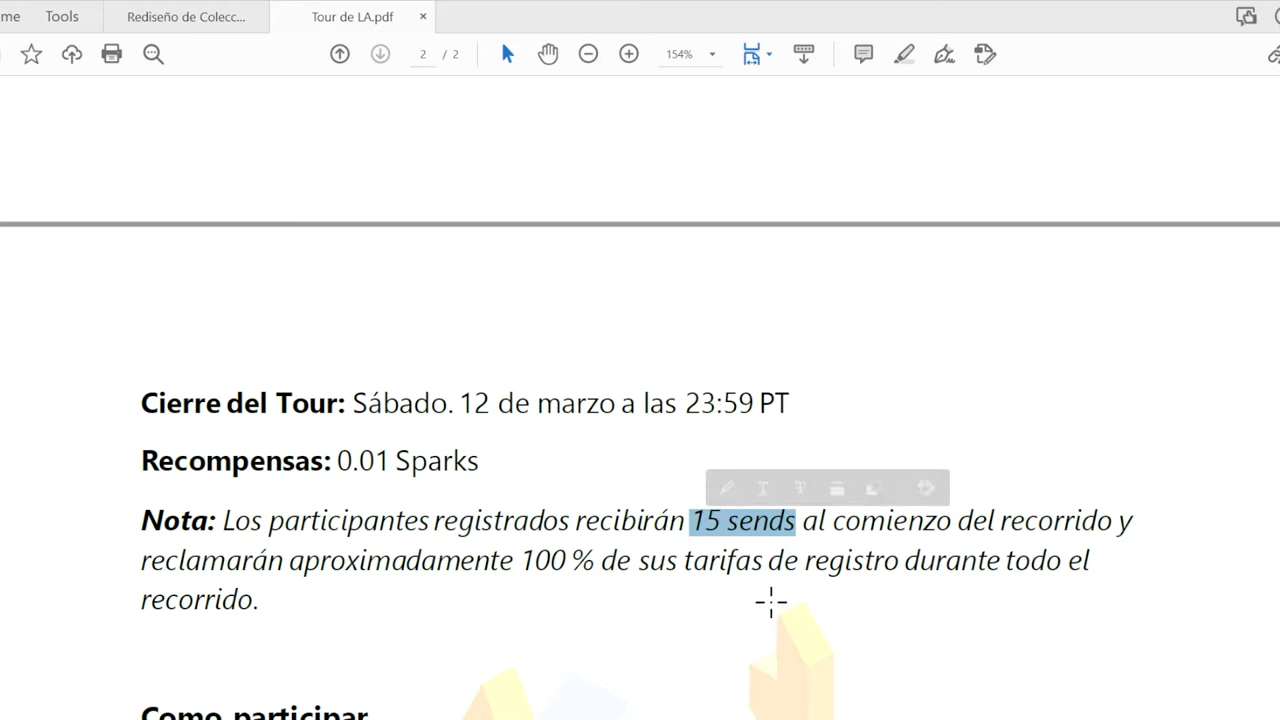 ome Tools Rediseño de Colecc... Tour de LA.pdf ×
2 / 2 154%
Cierre del Tour: Sábado. 12 de marzo a las 23:59 PT
Recompensas: 0.01 Sparks
Nota: Los participantes registrados recibirán 15 sends al comienzo del recorrido y
reclamarán aproximadamente 100 % de sus tarifas de registro durante todo el
recorrido.
Como participar